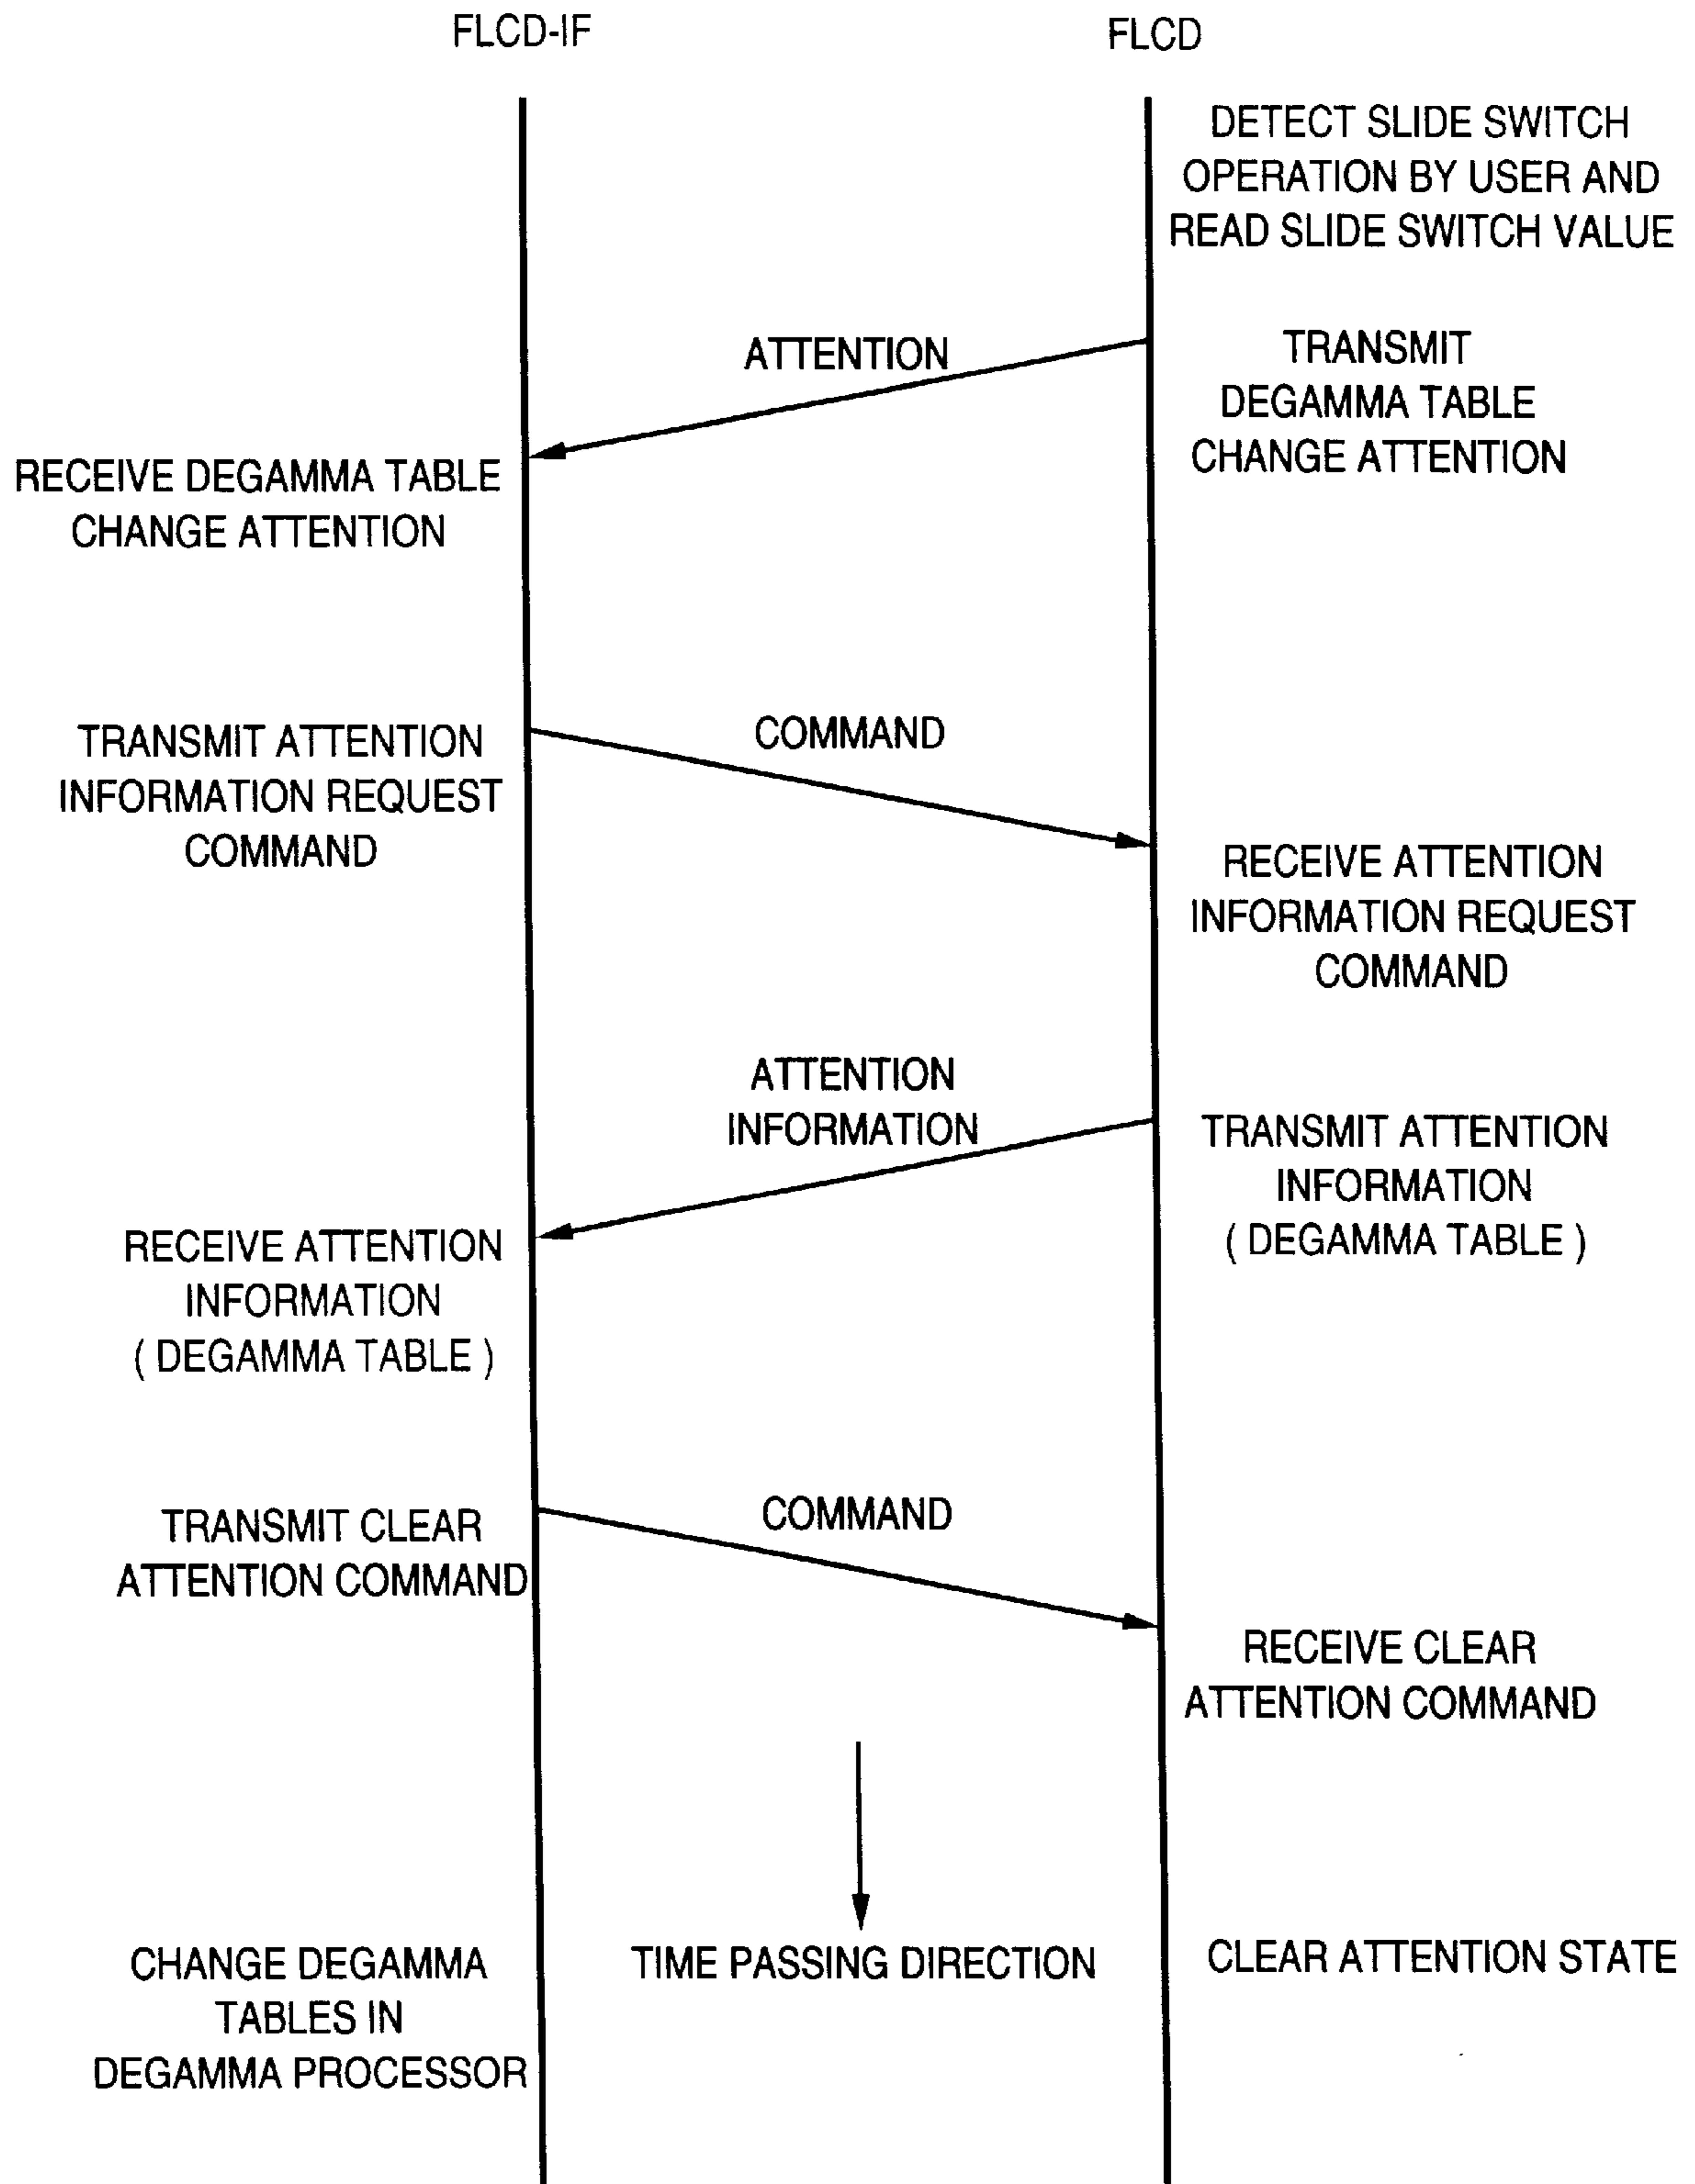 FLCD-IF
FLCD
DETECT SLIDE SWITCH
OPERATION BY USER AND
READ SLIDE SWITCH VALUE
ATTENTION
TRANSMIT
DEGAMMA TABLE
CHANGE ATTENTION
RECEIVE DEGAMMA TABLE
CHANGE ATTENTION
TRANSMIT ATTENTION
INFORMATION REQUEST
COMMAND
COMMAND
RECEIVE ATTENTION
INFORMATION REQUEST
COMMAND
ATTENTION
INFORMATION
TRANSMIT ATTENTION
INFORMATION
( DEGAMMA TABLE )
RECEIVE ATTENTION
INFORMATION
( DEGAMMA TABLE )
TRANSMIT CLEAR
ATTENTION COMMAND
COMMAND
RECEIVE CLEAR
ATTENTION COMMAND
CHANGE DEGAMMA
TABLES IN
DEGAMMA PROCESSOR
TIME PASSING DIRECTION
CLEAR ATTENTION STATE